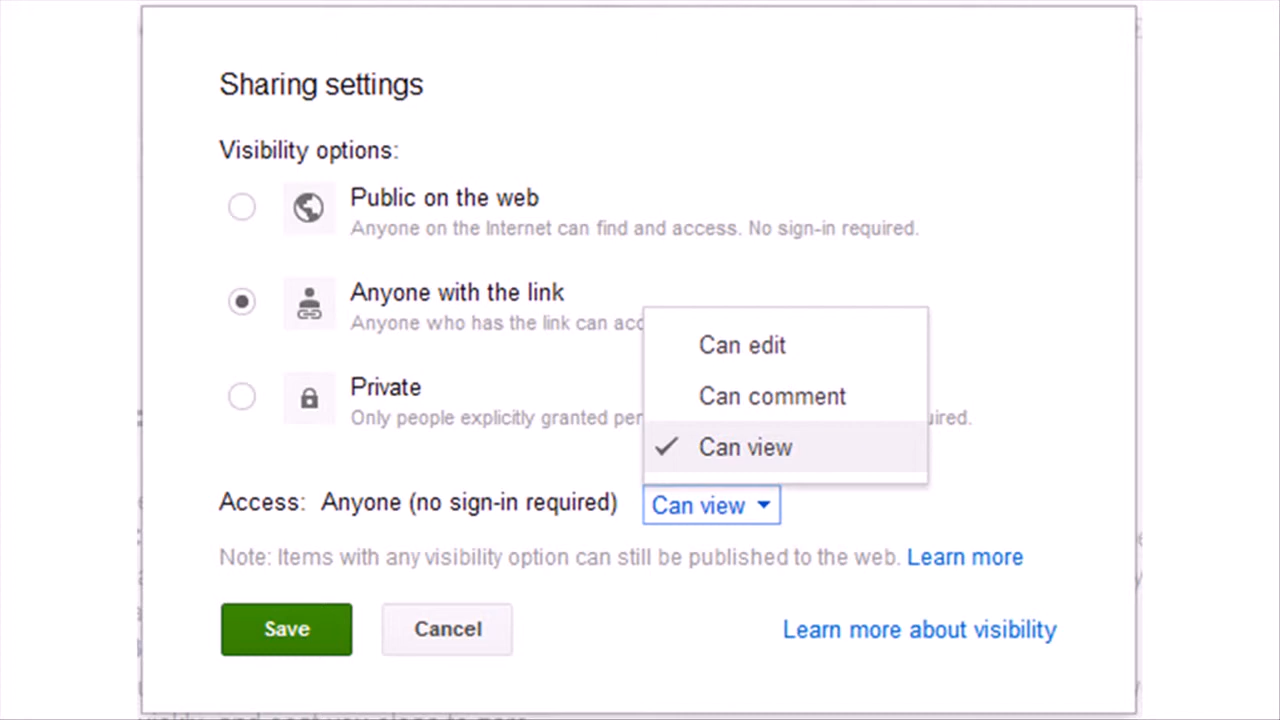 Sharing settings
Visibility options:
Public on the web
Anyone on the Internet can find and access. No sign-in required.
Anyone with the link
Anyone who has the link can
Can edit
Can comment
Private
Only people explicitly granted
Can view
Access: Anyone (no sign-in required) Can view
Note: Items with any visibility option can still be published to the web. Learn more
Save Cancel Learn more about visibility